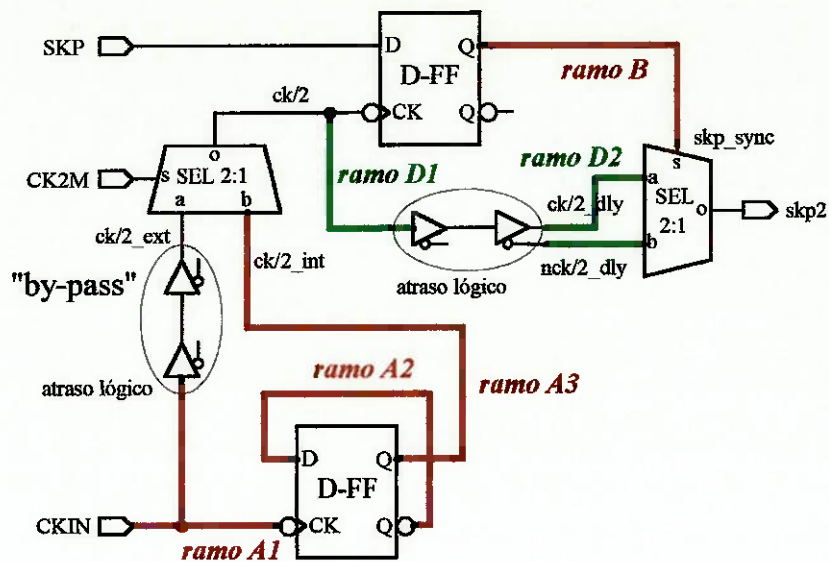 SKP
D
Q
D-FF
ramo B
CK
Q
ck/2
skp_sync
CK2M
s
o
SEL 2:1
a
b
ramo D1
ramo D2
s
a
SEL
o
skp2
2:1
b
ck/2_dly
nck/2_dly
atraso lógico
ck/2_ext
ck/2_int
"by-pass"
atraso lógico
ramo A2
ramo A3
D
Q
D-FF
CK
Q
CKIN
ramo A1